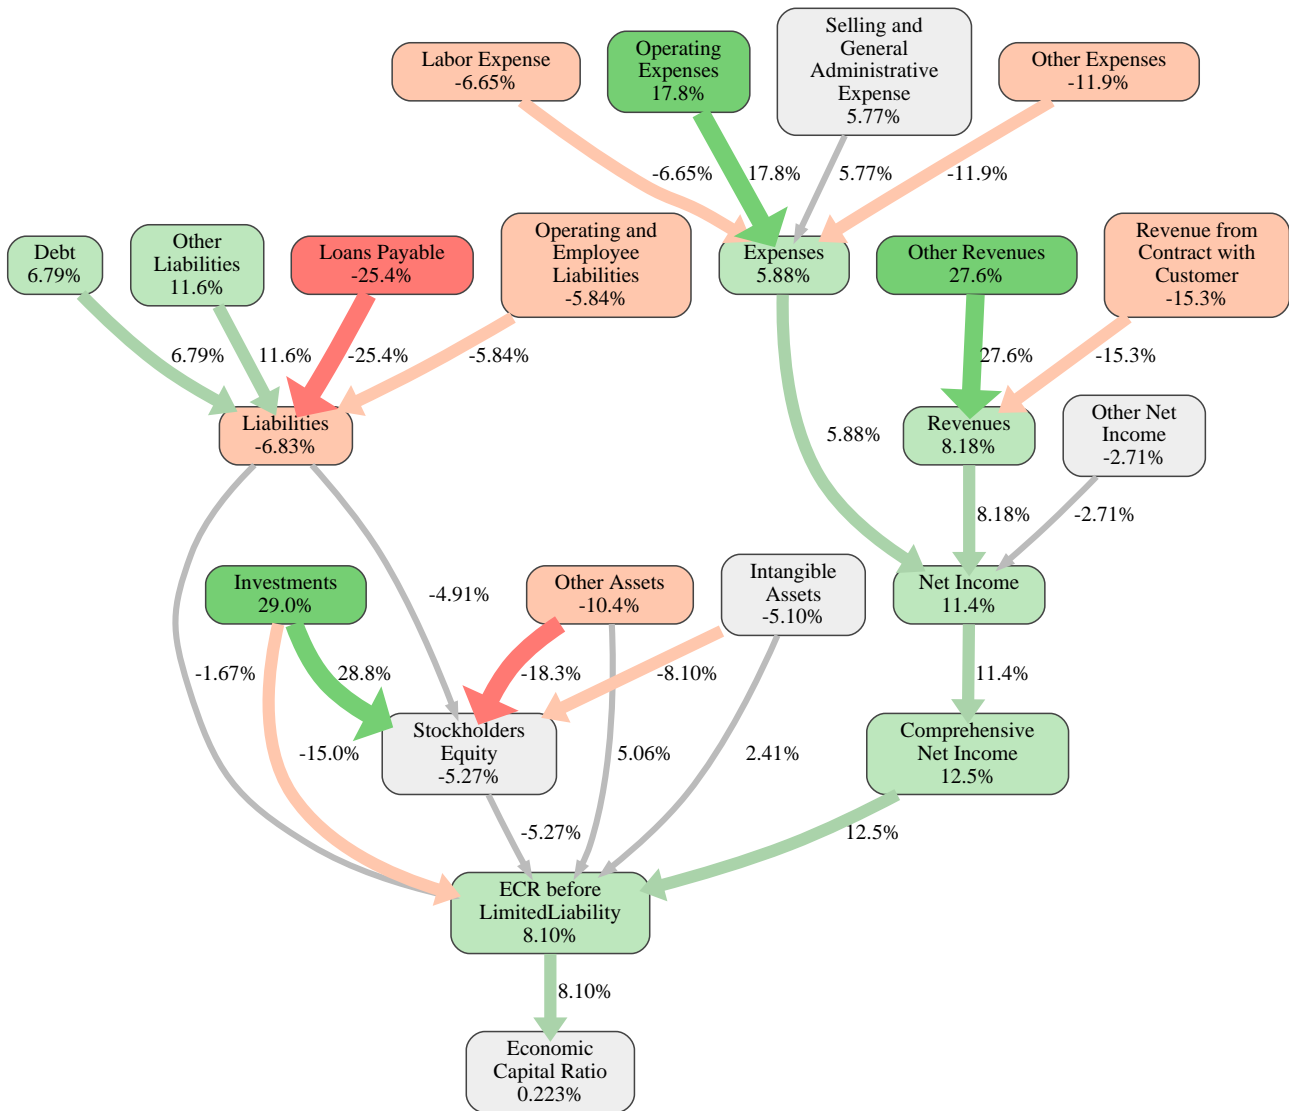 Selling and
General
Administrative
Expense
5.77%
Labor Expense
-6.65%
Operating
Expenses
17.8%
Other Expenses
-11.9%
-6.65%
17.8%
5.77%
-11.9%
Debt
6.79%
Other
Liabilities
11.6%
Loans Payable
-25.4%
Operating and
Employee
Liabilities
-5.84%
Expenses
5.88%
Other Revenues
27.6%
Revenue from
Contract with
Customer
-15.3%
6.79%
11.6%
-25.4%
-5.84%
27.6%
-15.3%
Liabilities
-6.83%
5.88%
Revenues
8.18%
Other Net
Income
-2.71%
8.18%
-2.71%
Investments
29.0%
-4.91%
Other Assets
-10.4%
Intangible
Assets
-5.10%
Net Income
11.4%
-1.67%
28.8%
-18.3%
-8.10%
11.4%
-15.0%
Stockholders
Equity
-5.27%
5.06%
2.41%
Comprehensive
Net Income
12.5%
-5.27%
12.5%
ECR before
LimitedLiability
8.10%
8.10%
Economic
Capital Ratio
0.223%